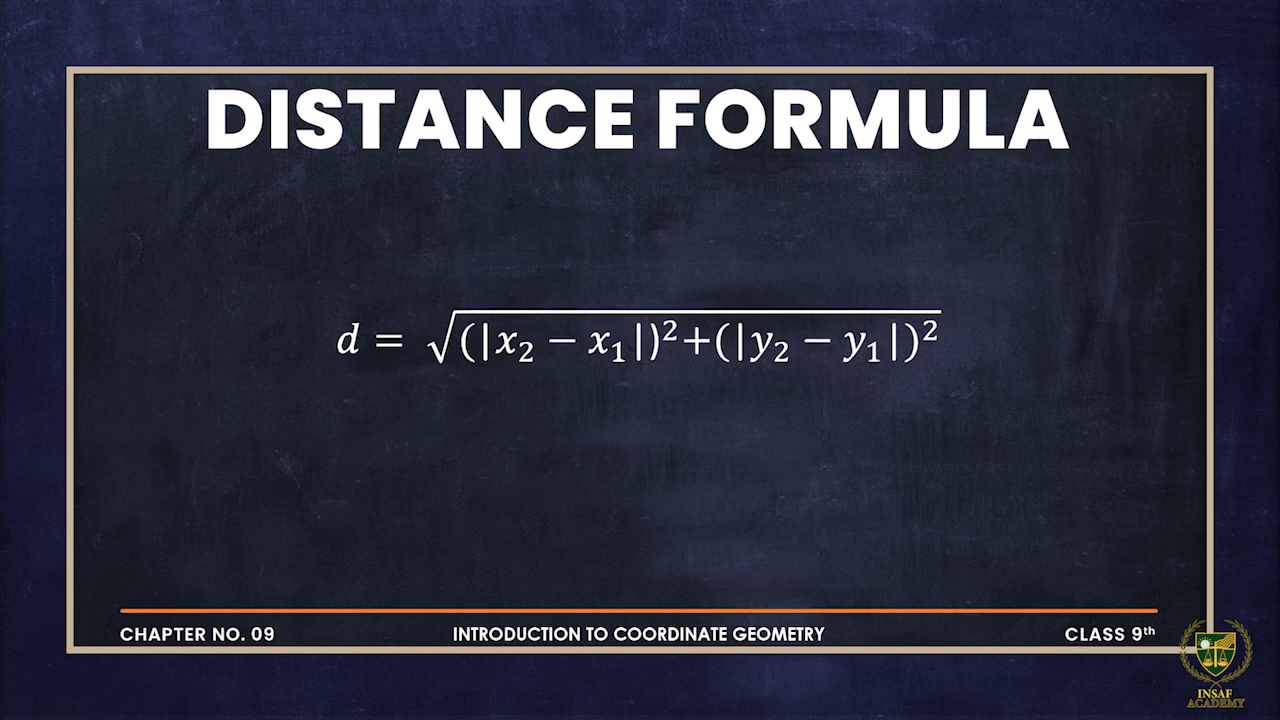 DISTANCE FORMULA
d = √(|x₂ − x₁|)²+(|y₂ − y₁|)²
CHAPTER NO. 09 INTRODUCTION TO COORDINATE GEOMETRY CLASS 9th
INSAF
ACADEMY